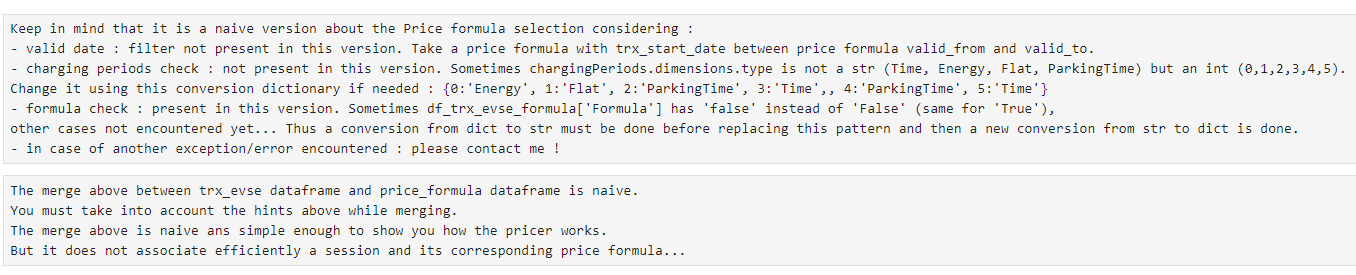 Keep in mind that it is a naive version about the Price formula selection considering :
- valid date : filter not present in this version. Take a price formula with trx_start_date between price formula valid_from and valid_to.
- charging periods check : not present in this version. Sometimes chargingPeriods.dimensions.type is not a str (Time, Energy, Flat, ParkingTime) but an int (0,1,2,3,4,5).
Change it using this conversion dictionary if needed : {0:'Energy', 1:'Flat', 2:'ParkingTime', 3:'Time',, 4:'ParkingTime', 5:'Time'}
- formula check : present in this version. Sometimes df_trx_evse_formula['Formula'] has 'false' instead of 'False' (same for 'True'),
other cases not encountered yet... Thus a conversion from dict to str must be done before replacing this pattern and then a new conversion from str to dict is done.
- in case of another exception/error encountered : please contact me !
The merge above between trx_evse dataframe and price_formula dataframe is naive.
You must take into account the hints above while merging.
The merge above is naive ans simple enough to show you how the pricer works.
But it does not associate efficiently a session and its corresponding price formula...